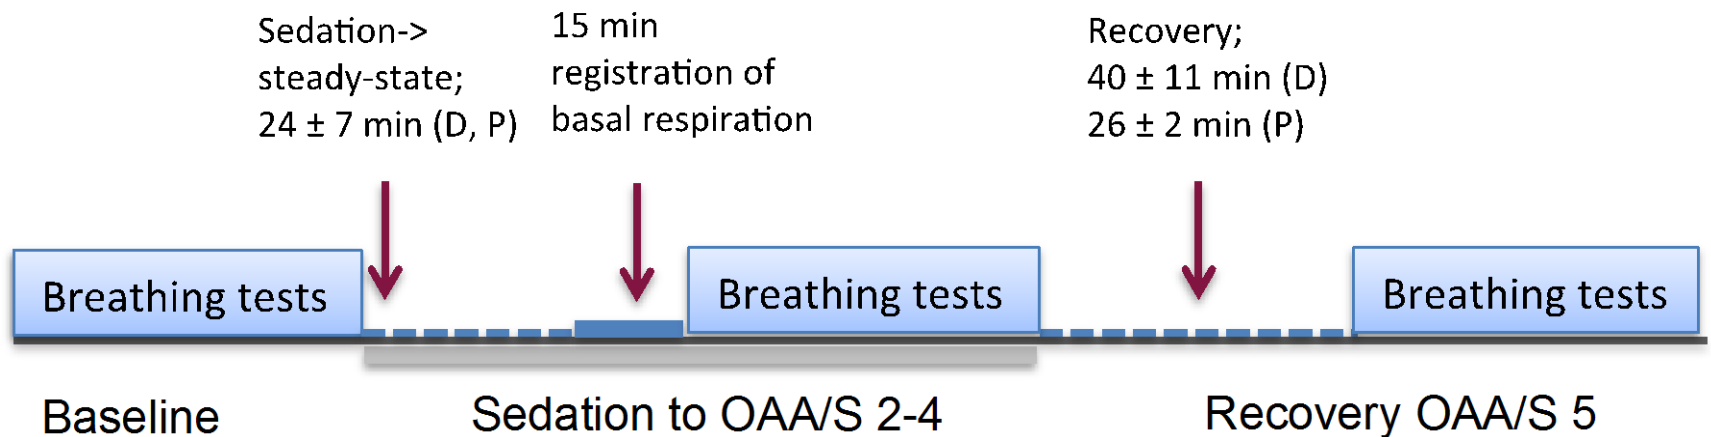 Sedation->
steady-state;
24 ± 7 min (D, P)
15 min
registration of
basal respiration
Recovery;
40 ± 11 min (D)
26 ± 2 min (P)
Breathing tests
Breathing tests
Breathing tests
Baseline
Sedation to OAA/S 2-4
Recovery OAA/S 5